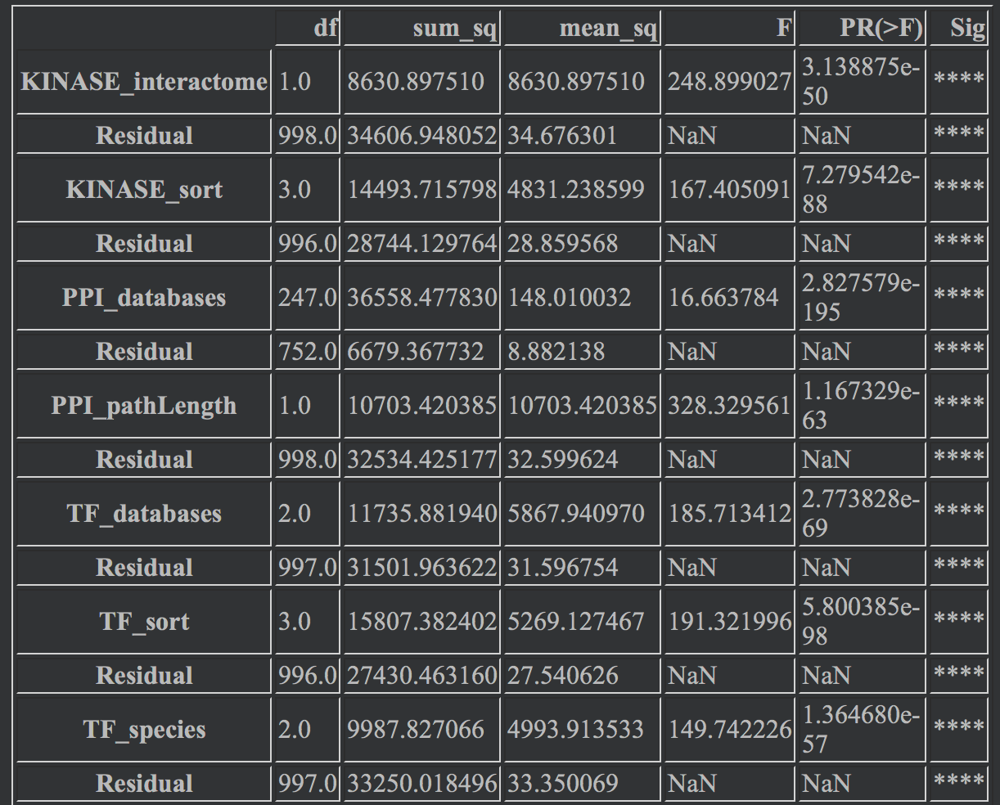 df sum_sq mean_sq F PR(>F) Sig
KINASE_interactome 1.0 8630.897510 8630.897510 248.899027 3.138875e-
50 ****
Residual 998.0 34606.948052 34.676301 NaN NaN ****
KINASE_sort 3.0 14493.715798 4831.238599 167.405091 7.279542e-
88 ****
Residual 996.0 28744.129764 28.859568 NaN NaN ****
PPI_databases 247.0 36558.477830 148.010032 16.663784 2.827579e-
195 ****
Residual 752.0 6679.367732 8.882138 NaN NaN ****
PPI_pathLength 1.0 10703.420385 10703.420385 328.329561 1.167329e-
63 ****
Residual 998.0 32534.425177 32.599624 NaN NaN ****
TF_databases 2.0 11735.881940 5867.940970 185.713412 2.773828e-
69 ****
Residual 997.0 31501.963622 31.596754 NaN NaN ****
TF_sort 3.0 15807.382402 5269.127467 191.321996 5.800385e-
98 ****
Residual 996.0 27430.463160 27.540626 NaN NaN ****
TF_species 2.0 9987.827066 4993.913533 149.742226 1.364680e-
57 ****
Residual 997.0 33250.018496 33.350069 NaN NaN ****